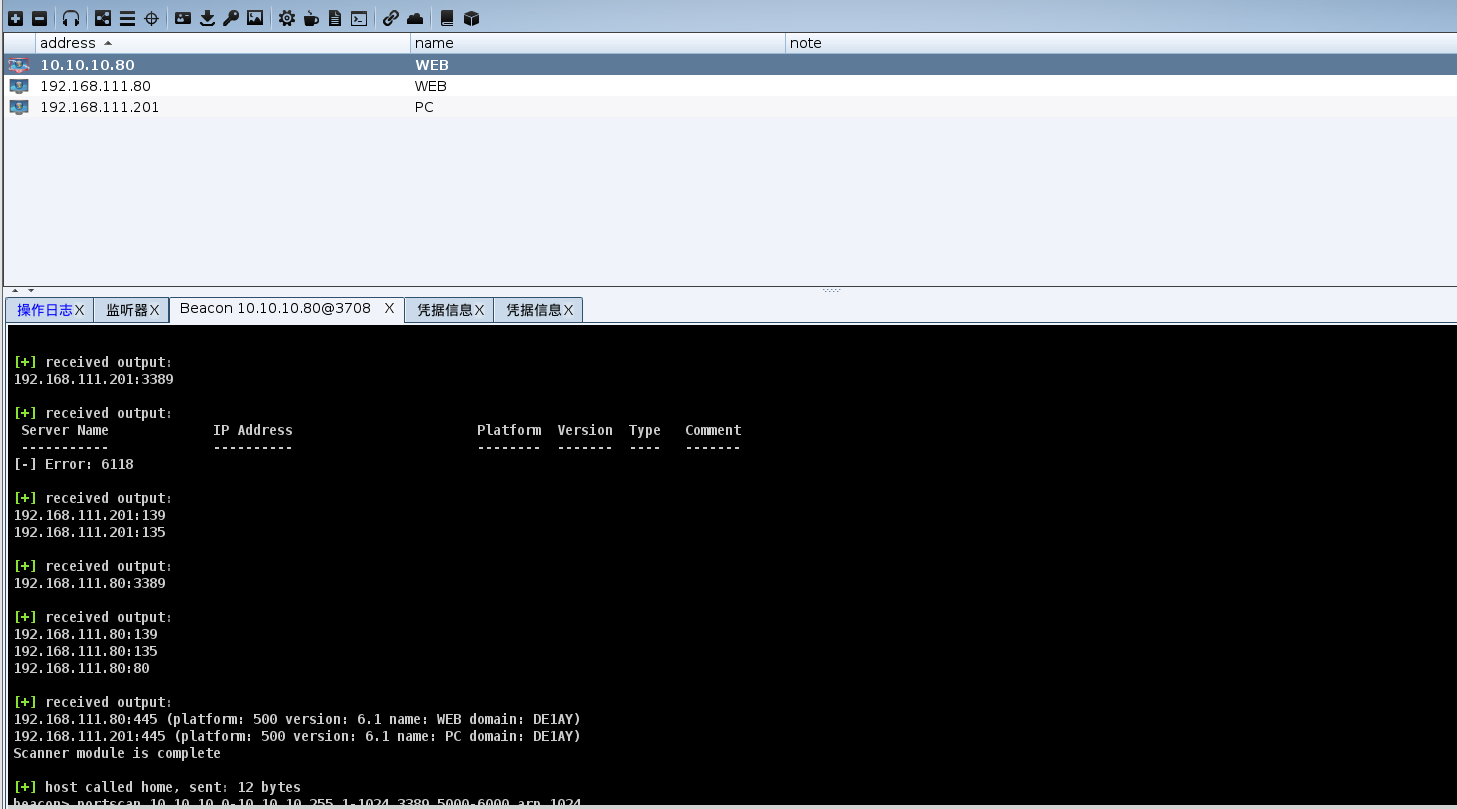 address name note
10.10.10.80 WEB
192.168.111.80 WEB
192.168.111.201 PC
操作日志X 监听器X Beacon 10.10.10.80@3708 X 凭据信息X 凭据信息X
[+] received output:
192.168.111.201:3389
[+] received output:
Server Name IP Address Platform Version Type Comment
----------- ---------- -------- ------- ---- -------
[-] Error: 6118
[+] received output:
192.168.111.201:139
192.168.111.201:135
[+] received output:
192.168.111.80:3389
[+] received output:
192.168.111.80:139
192.168.111.80:135
192.168.111.80:80
[+] received output:
192.168.111.80:445 (platform: 500 version: 6.1 name: WEB domain: DE1AY)
192.168.111.201:445 (platform: 500 version: 6.1 name: PC domain: DE1AY)
Scanner module is complete
[+] host called home, sent: 12 bytes
beacon> portscan 10.10.10.0-10.10.10.255 1-1024,3389,5000-6000 arp 1024